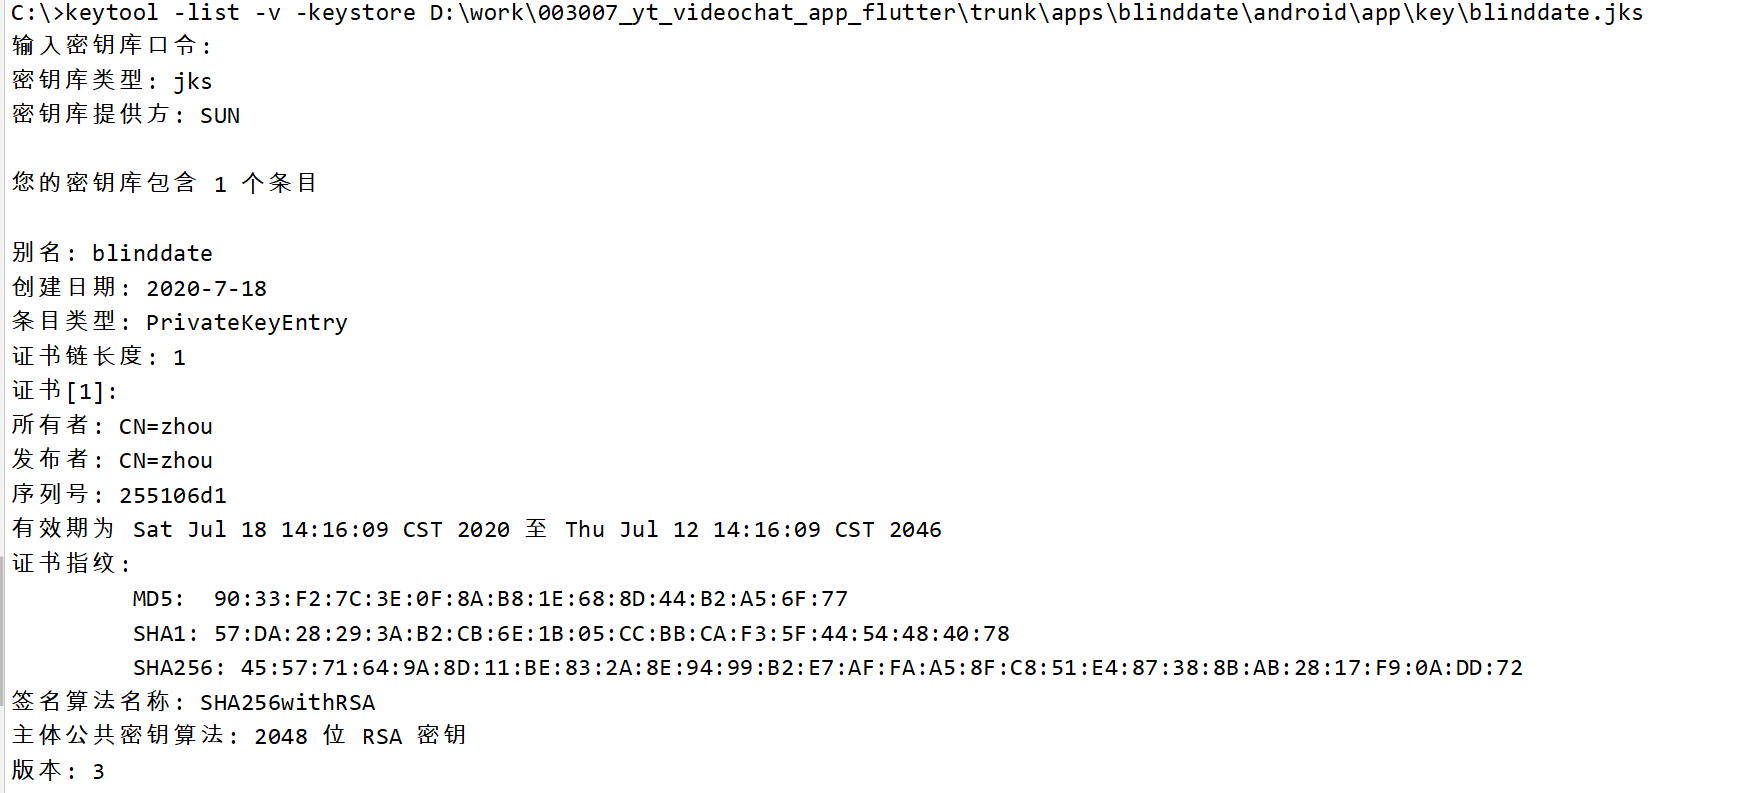 C:\>keytool -list -v -keystore D:\work\003007_yt_videochat_app_flutter\trunk\apps\blinddate\android\app\key\blinddate.jks
输入密钥库口令:
密钥库类型: jks
密钥库提供方: SUN
您的密钥库包含 1 个条目
别名: blinddate
创建日期: 2020-7-18
条目类型: PrivateKeyEntry
证书链长度: 1
证书[1]:
所有者: CN=zhou
发布者: CN=zhou
序列号: 255106d1
有效期为 Sat Jul 18 14:16:09 CST 2020 至 Thu Jul 12 14:16:09 CST 2046
证书指纹:
MD5: 90:33:F2:7C:3E:0F:8A:B8:1E:68:8D:44:B2:A5:6F:77
SHA1: 57:DA:28:29:3A:B2:CB:6E:1B:05:CC:BB:CA:F3:5F:44:54:48:40:78
SHA256: 45:57:71:64:9A:8D:11:BE:83:2A:8E:94:99:B2:E7:AF:FA:A5:8F:C8:51:E4:87:38:8B:AB:28:17:F9:0A:DD:72
签名算法名称: SHA256withRSA
主体公共密钥算法: 2048 位 RSA 密钥
版本: 3